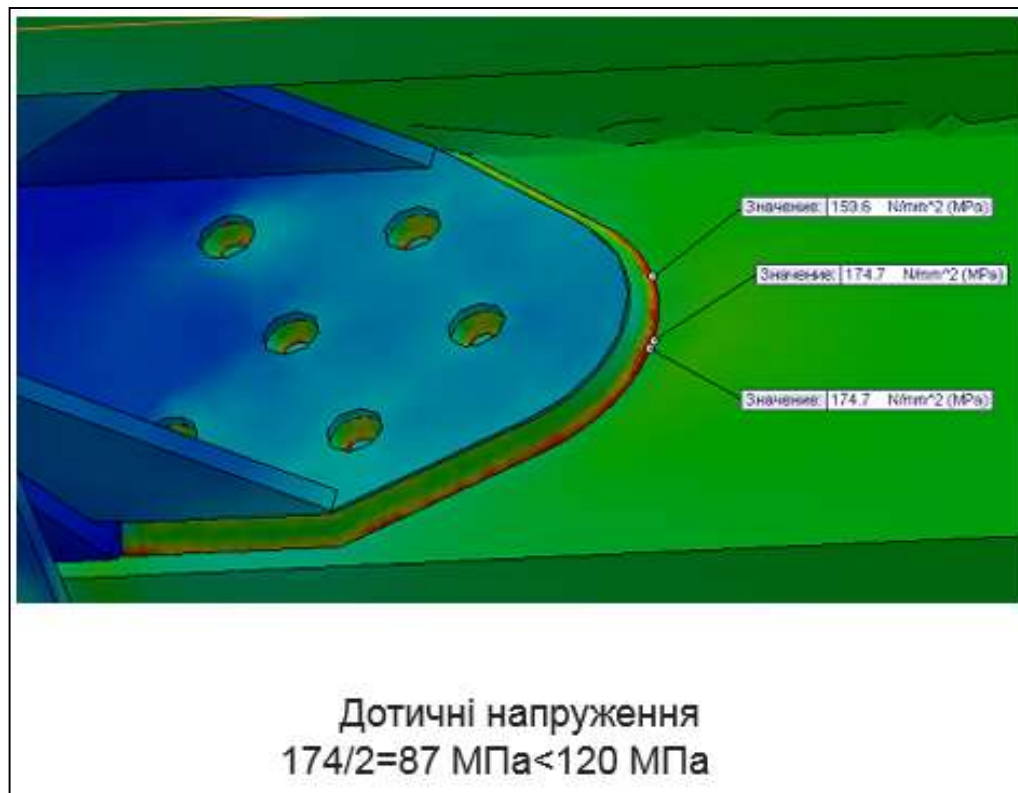 Значение: 159.6 N/mm^2 (MPa)
Значение: 174.7 N/mm^2 (MPa)
Значение: 174.7 N/mm^2 (MPa)
Дотичні напруження
174/2=87 МПа<120 МПа